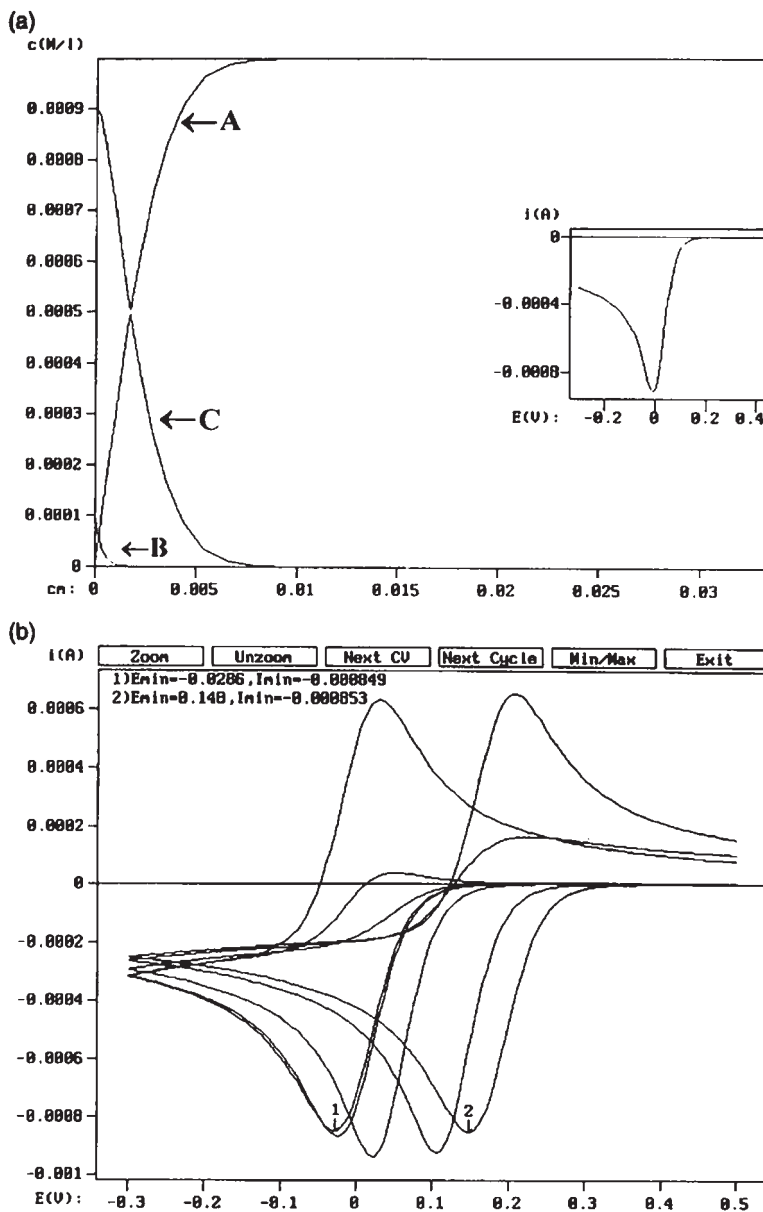 (a)
c(M/l)
0.0009
0.0008
0.0007
0.0006
0.0005
0.0004
0.0003
0.0002
0.0001
0
cm: 0 0.005 0.01 0.015 0.02 0.025 0.03
A
C
B
i(A)
0
-0.0004
-0.0008
E(V): -0.2 0 0.2 0.4
(b)
i(A)
Zoom Unzoom Next CV Next Cycle Min/Max Exit
1)Emin=-0.0286,Imin=-0.000849
2)Emin=0.148,Imin=-0.000853
0.0006
0.0004
0.0002
0
-0.0002
-0.0004
-0.0006
-0.0008
-0.001
1 2
E(V): -0.3 -0.2 -0.1 0 0.1 0.2 0.3 0.4 0.5